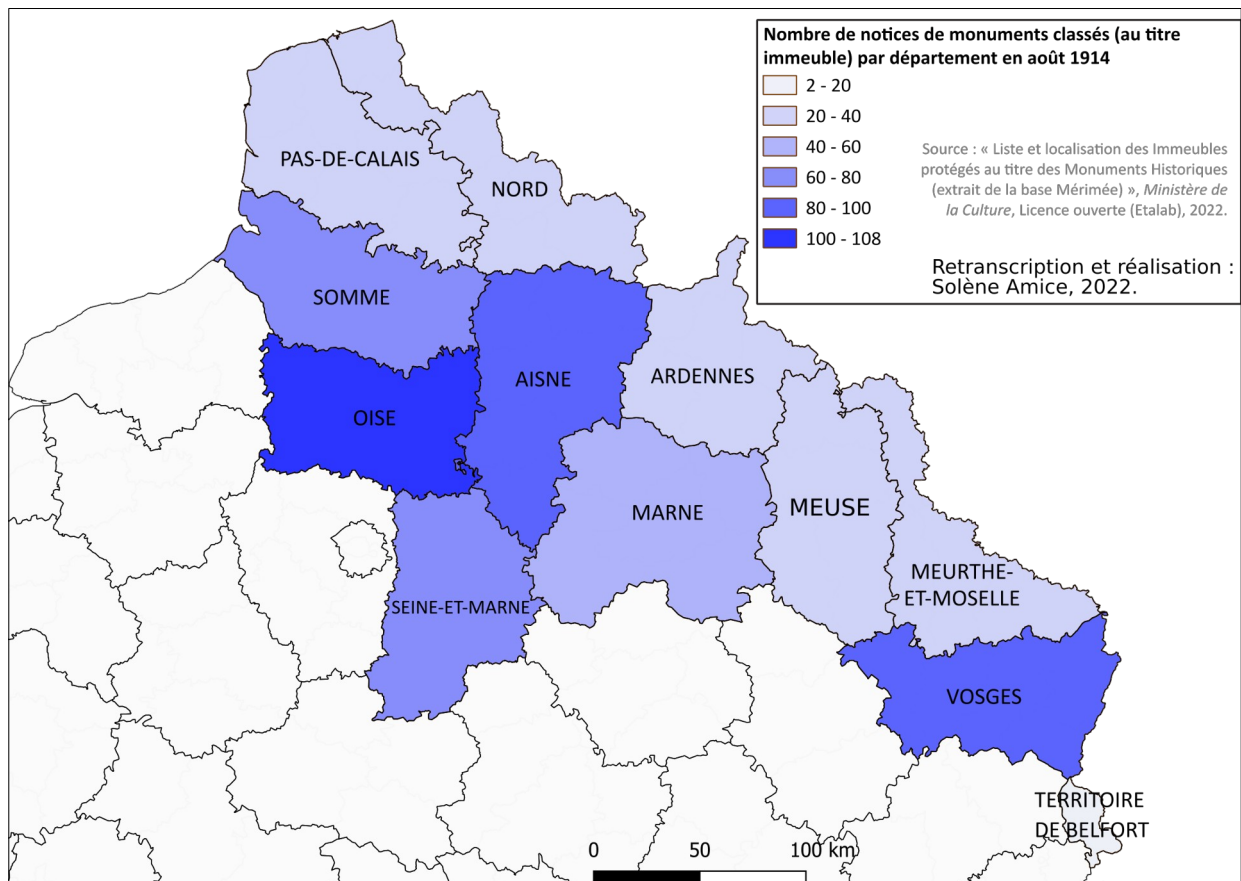 Nombre de notices de monuments classés (au titre
immeuble) par département en août 1914
2 - 20
20 - 40
40 - 60
60 - 80
80 - 100
100 - 108
Source : « Liste et localisation des Immeubles
protégés au titre des Monuments Historiques
(extrait de la base Mérimée) », Ministère de
la Culture, Licence ouverte (Etalab), 2022.
Retranscription et réalisation :
Solène Amice, 2022.
PAS-DE-CALAIS
NORD
SOMME
AISNE
ARDENNES
OISE
MARNE
MEUSE
MEURTHE-
ET-MOSELLE
SEINE-ET-MARNE
VOSGES
TERRITOIRE
DE BELFORT
0 50 100 km